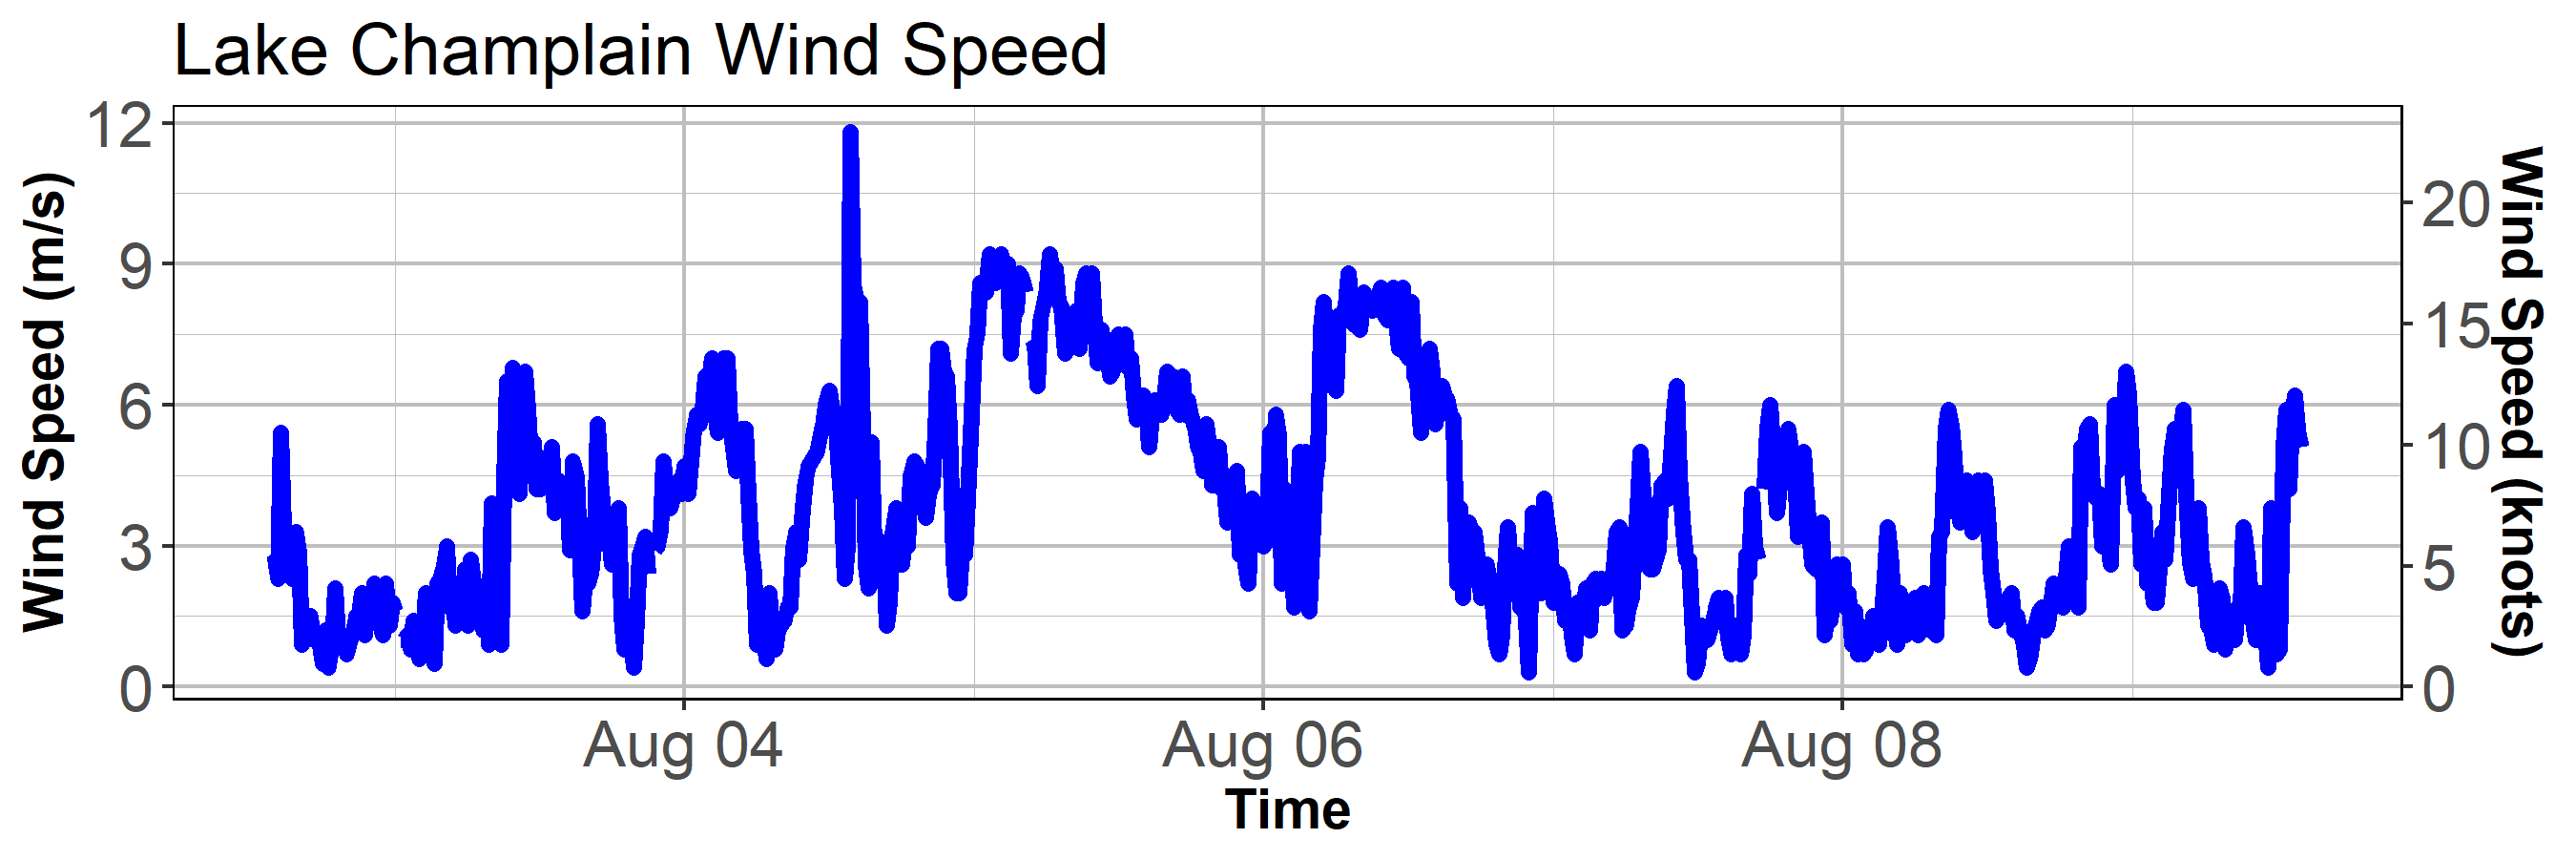 Lake Champlain Wind Speed
Wind Speed (m/s)
12
9
6
3
0
20
15
10
5
0
Wind Speed (knots)
Aug 04 Aug 06 Aug 08
Time